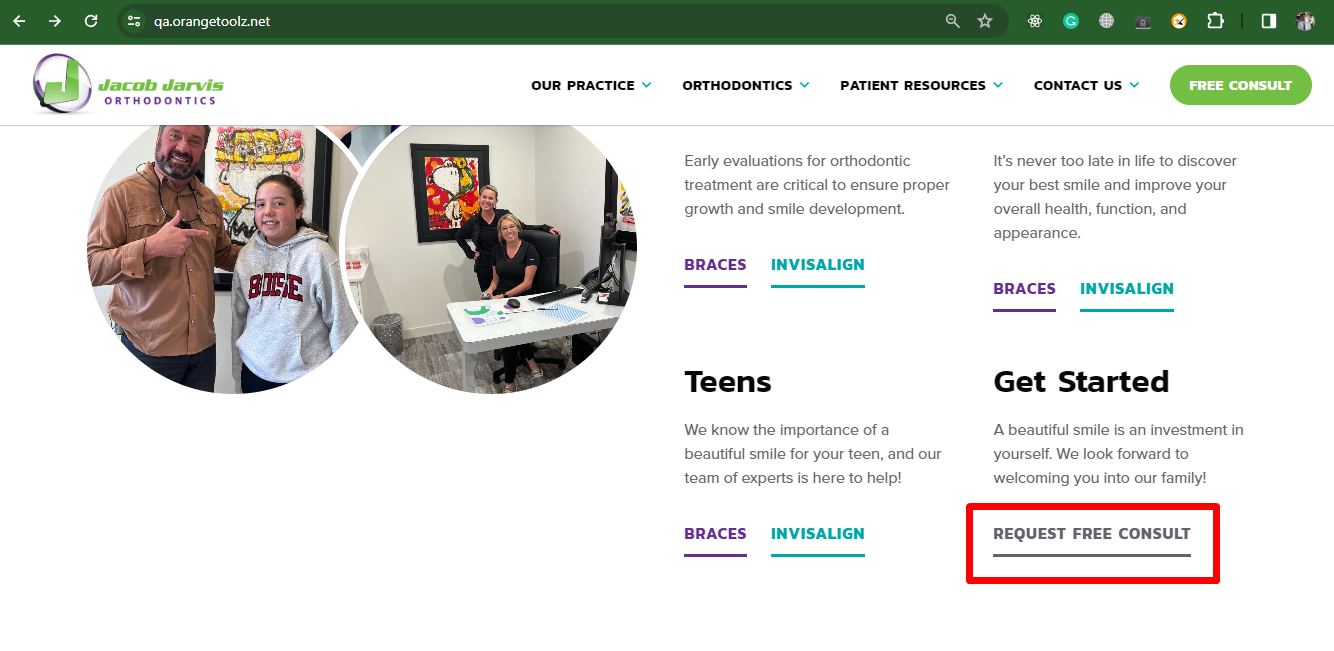 qa.orangetoolz.net
Jacob Jarvis
ORTHODONTICS
OUR PRACTICE
ORTHODONTICS
PATIENT RESOURCES
CONTACT US
FREE CONSULT
BOISE
Early evaluations for orthodontic
treatment are critical to ensure proper
growth and smile development.
BRACES
INVISALIGN
It's never too late in life to discover
your best smile and improve your
overall health, function, and
appearance.
BRACES
INVISALIGN
Teens
We know the importance of a
beautiful smile for your teen, and our
team of experts is here to help!
BRACES
INVISALIGN
Get Started
A beautiful smile is an investment in
yourself. We look forward to
welcoming you into our family!
REQUEST FREE CONSULT